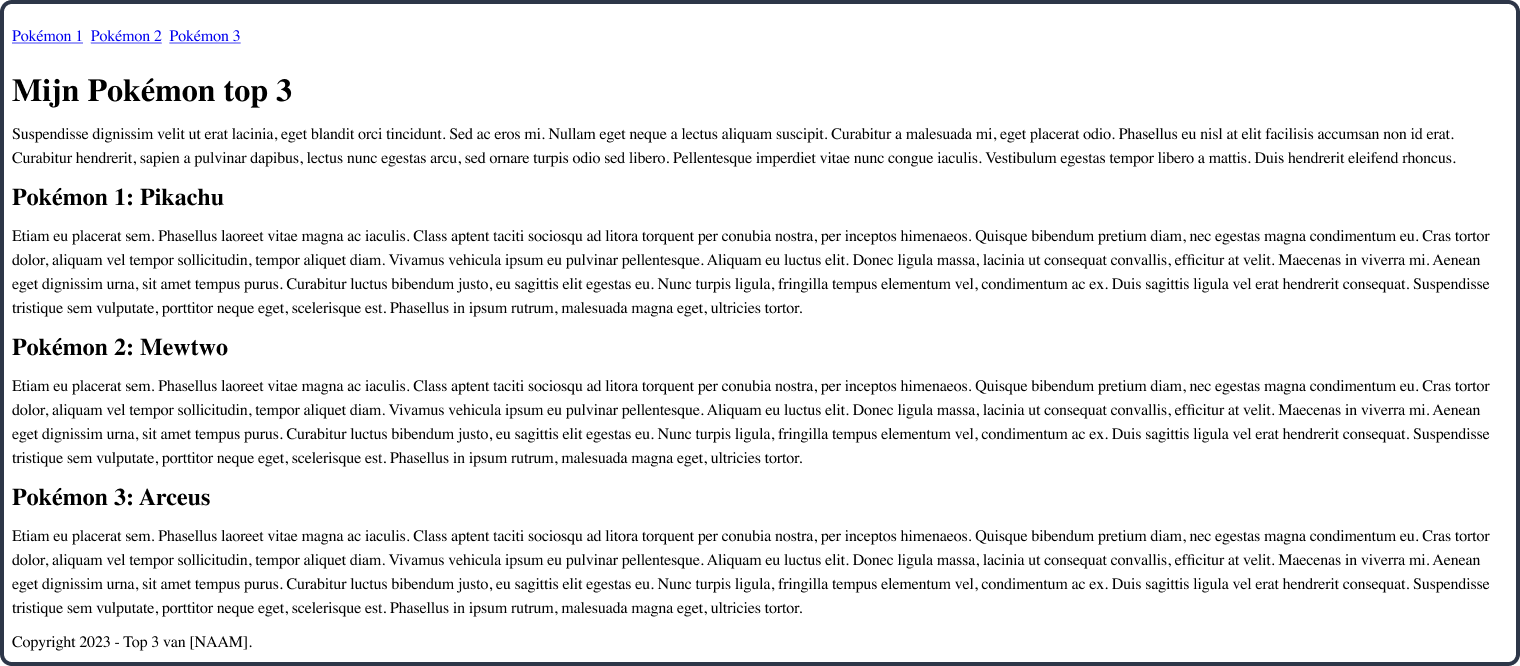 Pokémon 1 Pokémon 2 Pokémon 3
Mijn Pokémon top 3
Suspendisse dignissim velit ut erat lacinia, eget blandit orci tincidunt. Sed ac eros mi. Nullam eget neque a lectus aliquam suscipit. Curabitur a malesuada mi, eget placerat odio. Phasellus eu nisl at elit facilisis accumsan non id erat.
Curabitur hendrerit, sapien a pulvinar dapibus, lectus nunc egestas arcu, sed ornare turpis odio sed libero. Pellentesque imperdiet vitae nunc congue iaculis. Vestibulum egestas tempor libero a mattis. Duis hendrerit eleifend rhoncus.
Pokémon 1: Pikachu
Etiam eu placerat sem. Phasellus laoreet vitae magna ac iaculis. Class aptent taciti sociosqu ad litora torquent per conubia nostra, per inceptos himenaeos. Quisque bibendum pretium diam, nec egestas magna condimentum eu. Cras tortor
dolor, aliquam vel tempor sollicitudin, tempor aliquet diam. Vivamus vehicula ipsum eu pulvinar pellentesque. Aliquam eu luctus elit. Donec ligula massa, lacinia ut consequat convallis, efficitur at velit. Maecenas in viverra mi. Aenean
eget dignissim urna, sit amet tempus purus. Curabitur luctus bibendum justo, eu sagittis elit egestas eu. Nunc turpis ligula, fringilla tempus elementum vel, condimentum ac ex. Duis sagittis ligula vel erat hendrerit consequat. Suspendisse
tristique sem vulputate, porttitor neque eget, scelerisque est. Phasellus in ipsum rutrum, malesuada magna eget, ultricies tortor.
Pokémon 2: Mewtwo
Etiam eu placerat sem. Phasellus laoreet vitae magna ac iaculis. Class aptent taciti sociosqu ad litora torquent per conubia nostra, per inceptos himenaeos. Quisque bibendum pretium diam, nec egestas magna condimentum eu. Cras tortor
dolor, aliquam vel tempor sollicitudin, tempor aliquet diam. Vivamus vehicula ipsum eu pulvinar pellentesque. Aliquam eu luctus elit. Donec ligula massa, lacinia ut consequat convallis, efficitur at velit. Maecenas in viverra mi. Aenean
eget dignissim urna, sit amet tempus purus. Curabitur luctus bibendum justo, eu sagittis elit egestas eu. Nunc turpis ligula, fringilla tempus elementum vel, condimentum ac ex. Duis sagittis ligula vel erat hendrerit consequat. Suspendisse
tristique sem vulputate, porttitor neque eget, scelerisque est. Phasellus in ipsum rutrum, malesuada magna eget, ultricies tortor.
Pokémon 3: Arceus
Etiam eu placerat sem. Phasellus laoreet vitae magna ac iaculis. Class aptent taciti sociosqu ad litora torquent per conubia nostra, per inceptos himenaeos. Quisque bibendum pretium diam, nec egestas magna condimentum eu. Cras tortor
dolor, aliquam vel tempor sollicitudin, tempor aliquet diam. Vivamus vehicula ipsum eu pulvinar pellentesque. Aliquam eu luctus elit. Donec ligula massa, lacinia ut consequat convallis, efficitur at velit. Maecenas in viverra mi. Aenean
eget dignissim urna, sit amet tempus purus. Curabitur luctus bibendum justo, eu sagittis elit egestas eu. Nunc turpis ligula, fringilla tempus elementum vel, condimentum ac ex. Duis sagittis ligula vel erat hendrerit consequat. Suspendisse
tristique sem vulputate, porttitor neque eget, scelerisque est. Phasellus in ipsum rutrum, malesuada magna eget, ultricies tortor.
Copyright 2023 - Top 3 van [NAAM].